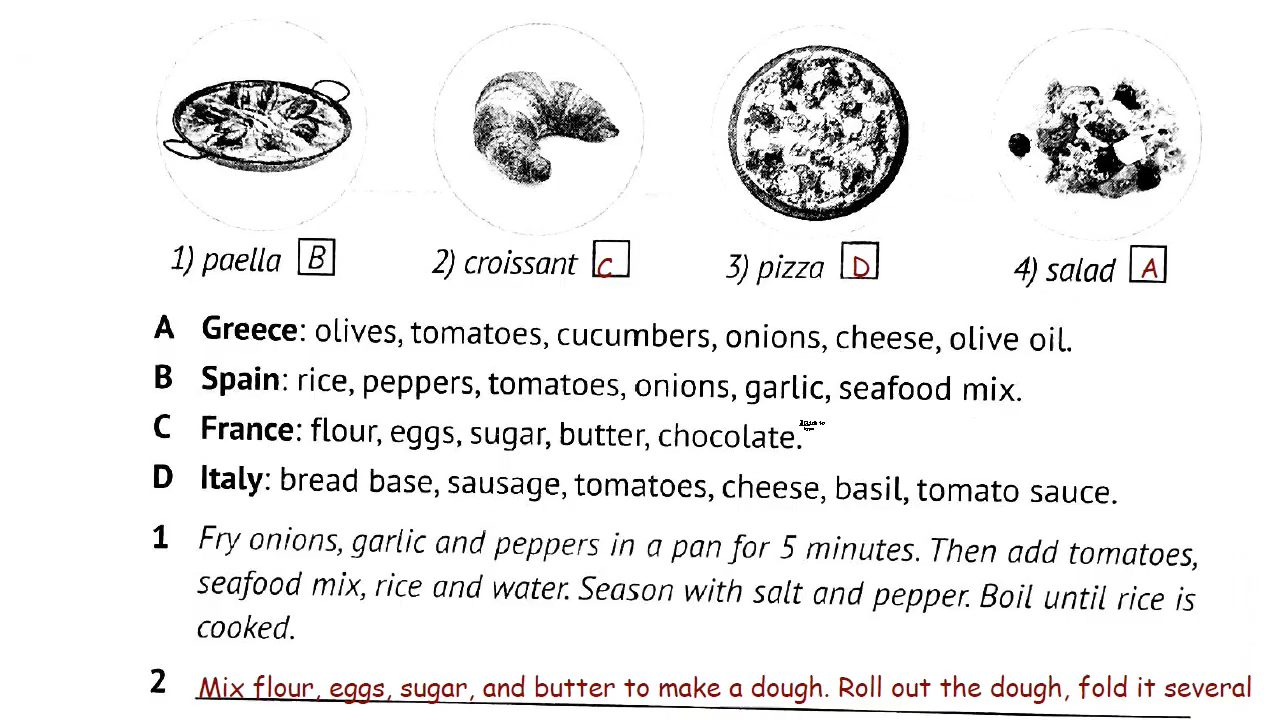 1) paella B 2) croissant C 3) pizza D 4) salad A
A Greece: olives, tomatoes, cucumbers, onions, cheese, olive oil.
B Spain: rice, peppers, tomatoes, onions, garlic, seafood mix.
C France: flour, eggs, sugar, butter, chocolate.
D Italy: bread base, sausage, tomatoes, cheese, basil, tomato sauce.
1 Fry onions, garlic and peppers in a pan for 5 minutes. Then add tomatoes,
seafood mix, rice and water. Season with salt and pepper. Boil until rice is
cooked.
2 Mix flour, eggs, sugar, and butter to make a dough. Roll out the dough, fold it several